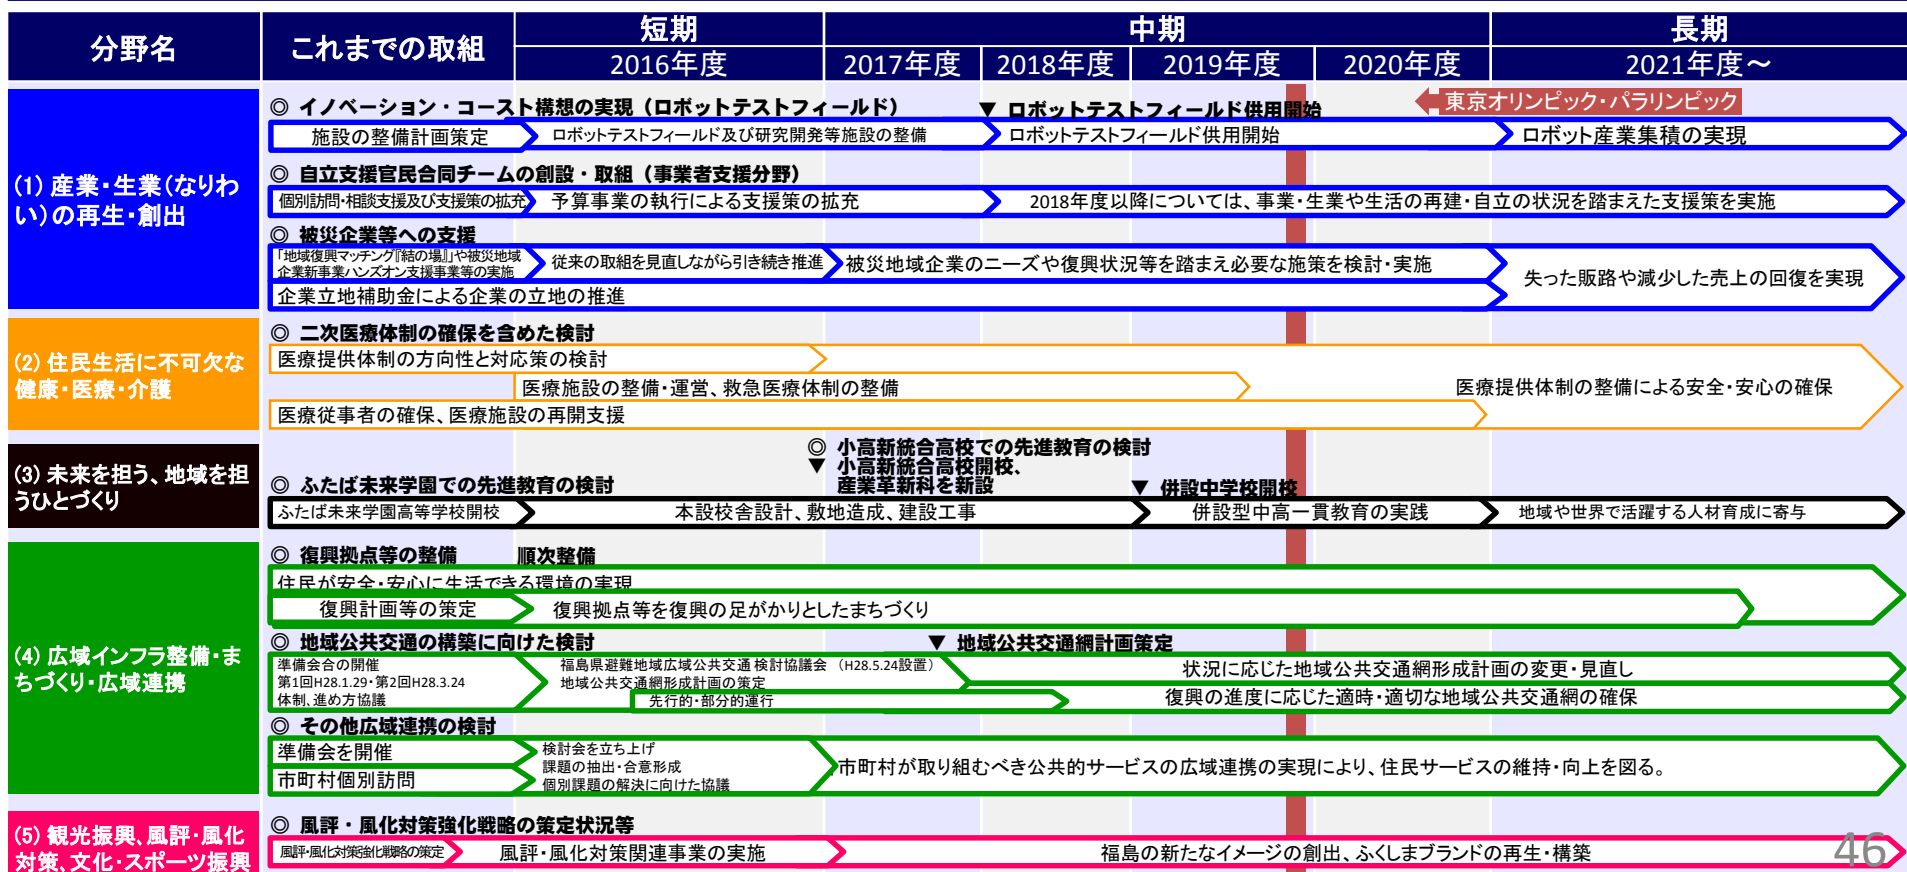 分野名
これまでの取組
短期
中期
長期
2016年度
2017年度
2018年度
2019年度
2020年度
2021年度～
東京オリンピック・パラリンピック
(1) 産業・生業(なりわ
い)の再生・創出
◎ イノベーション・コースト構想の実現（ロボットテストフィールド）
▼ ロボットテストフィールド供用開始
施設の整備計画策定
ロボットテストフィールド及び研究開発等施設の整備
ロボットテストフィールド供用開始
ロボット産業集積の実現
◎ 自立支援官民合同チームの創設・取組（事業者支援分野）
個別訪問・相談支援及び支援策の拡充
予算事業の執行による支援策の拡充
2018年度以降については、事業・生業や生活の再建・自立の状況を踏まえた支援策を実施
◎ 被災企業等への支援
「地域復興マッチング『結の場』」や被災地域
企業新事業ハンズオン支援事業等の実施
従来の取組を見直しながら引き続き推進
被災地域企業のニーズや復興状況等を踏まえ必要な施策を検討・実施
失った販路や減少した売上の回復を実現
企業立地補助金による企業の立地の推進
(2) 住民生活に不可欠な
健康・医療・介護
◎ 二次医療体制の確保を含めた検討
医療提供体制の方向性と対応策の検討
医療施設の整備・運営、救急医療体制の整備
医療提供体制の整備による安全・安心の確保
医療従事者の確保、医療施設の再開支援
(3) 未来を担う、地域を担
うひとづくり
◎ 小高新統合高校での先進教育の検討
▼ 小高新統合高校開校、
産業革新科を新設
◎ ふたば未来学園での先進教育の検討
▼ 併設中学校開校
ふたば未来学園高等学校開校
本設校舎設計、敷地造成、建設工事
併設型中高一貫教育の実践
地域や世界で活躍する人材育成に寄与
(4) 広域インフラ整備・ま
ちづくり・広域連携
◎ 復興拠点等の整備
順次整備
住民が安全・安心に生活できる環境の実現
復興計画等の策定
復興拠点等を復興の足がかりとしたまちづくり
◎ 地域公共交通の構築に向けた検討
▼ 地域公共交通網計画策定
準備会合の開催
第1回H28.1.29・第2回H28.3.24
体制、進め方協議
福島県避難地域広域公共交通検討協議会 （H28.5.24設置）
地域公共交通網形成計画の策定
先行的・部分的運行
状況に応じた地域公共交通網形成計画の変更・見直し
復興の進度に応じた適時・適切な地域公共交通網の確保
◎ その他広域連携の検討
準備会を開催
市町村個別訪問
検討会を立ち上げ
課題の抽出・合意形成
個別課題の解決に向けた協議
市町村が取り組むべき公共的サービスの広域連携の実現により、住民サービスの維持・向上を図る。
(5) 観光振興、風評・風化
対策、文化・スポーツ振興
◎ 風評・風化対策強化戦略の策定状況等
風評・風化対策強化戦略の策定
風評・風化対策関連事業の実施
福島の新たなイメージの創出、ふくしまブランドの再生・構築
46